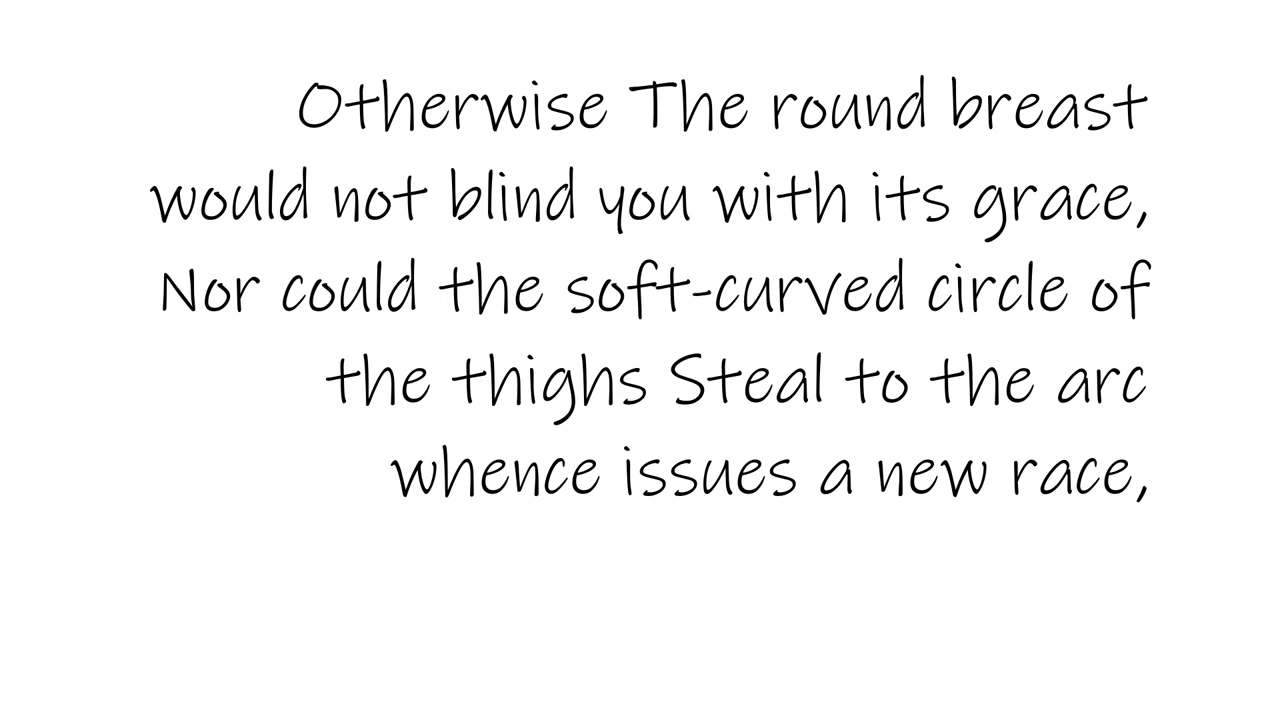 Otherwise The round breast
would not blind you with its grace,
Nor could the soft-curved circle of
the thighs Steal to the arc
whence issues a new race,